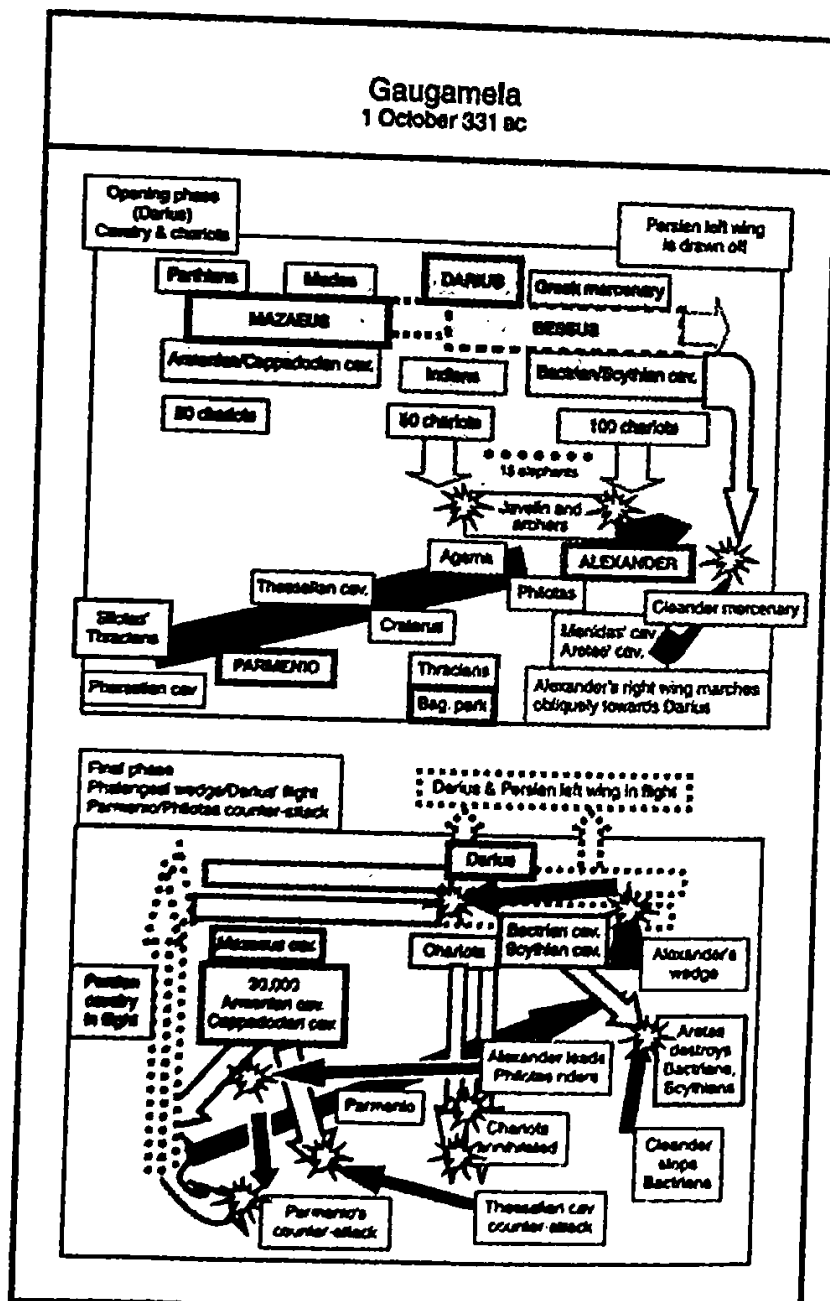 Gaugamela
1 October 331 BC
Opening phase
(Darius)
Cavalry & chariots
Persien left wing
is drawn off
Parthians
Medes
DARIUS
Greek mercenary
MAZAEUS
BESSUS
Armenian/Cappadocian cav.
Indians
Bactrian/Scythian cav.
50 chariots
50 chariots
100 chariots
15 elephants
Javelin and
archers
Agema
ALEXANDER
Thessalian cav.
Philotas
Cleander mercenary
Sitices'
Thracians
Craterus
Menidas' cav.
Aretas' cav.
PARMENIO
Thracians
Pharsalian cav.
Bag. park
Alexander's right wing marches
obliquely towards Darius
Final phase
Phalangeal wedge/Darius' flight
Parmenio/Philotas counter-attack
Darius & Persien left wing in flight
Darius
Mazaeus cav.
Chariots
Bactrian cav.
Scythian cav.
Alexander's
wedge
Persien
cavalry
in flight
30,000
Armenian cav.
Cappadocian cav.
Alexander leads
Philotas riders
Aretas
destroys
Bactriens,
Scythians
Parmenio
Chariots
annihilated
Cleander
stops
Bactriens
Parmenio's
counter-attack
Thessalian cav
counter-attack